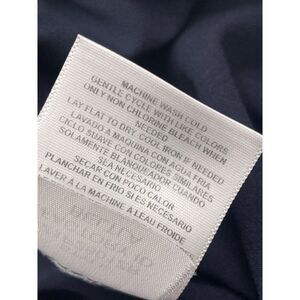 MACHINE WASH COLD
GENTLE CYCLE WITH LIKE COLORS
ONLY NON CHLORINE BLEACH WHEN
NEEDED
LAY FLAT TO DRY COOL IRON IF NEEDED
LAVADO A MAQUINA CON AGUA FRIA
CICLO SUAVE CON COLORES SIMILARES
SOLAMENTE BLANQUEADOR CUANDO
SEA NECESARIO
SECAR CON POCO CALOR
PLANCHAR EN FRIO SI ES NECESARIO
LAVER À LA MACHINE À LEAU FROIDE